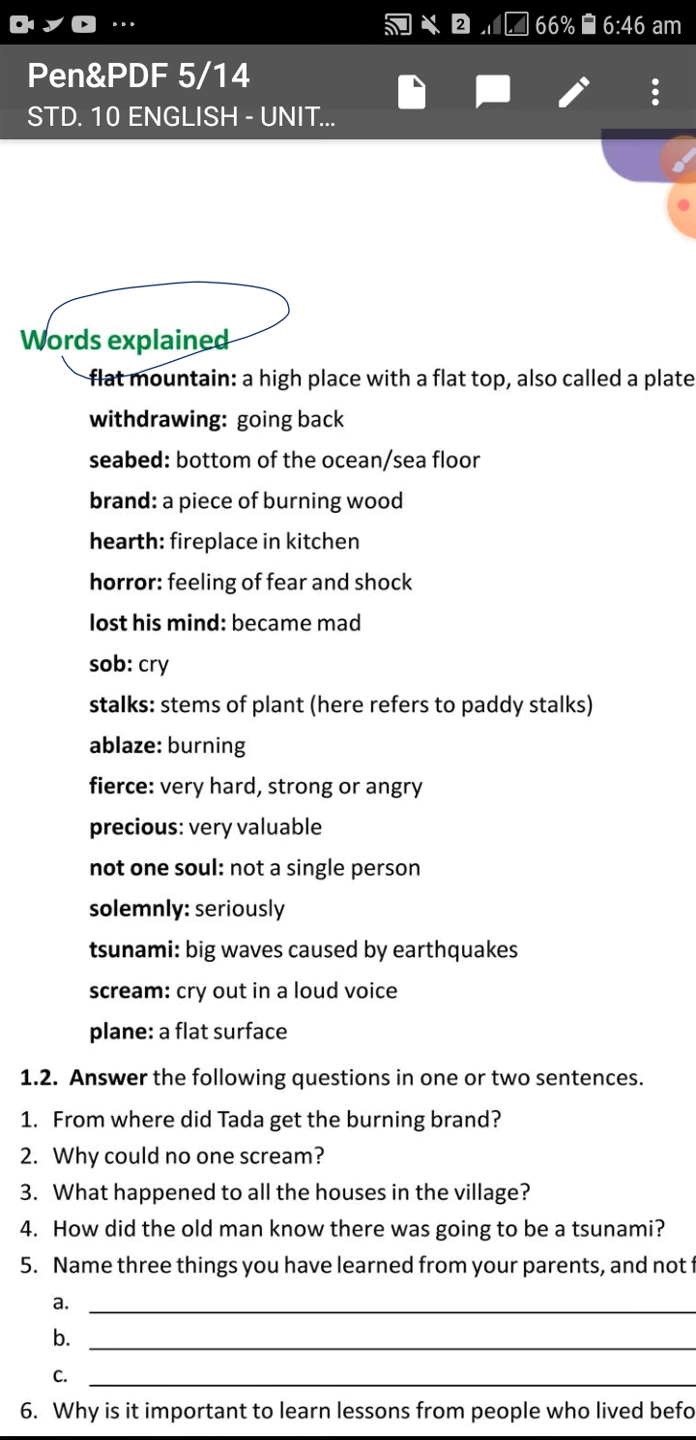 66% 6:46 am
Pen&PDF 5/14
STD. 10 ENGLISH - UNIT...
Words explained
flat mountain: a high place with a flat top, also called a plate
withdrawing: going back
seabed: bottom of the ocean/sea floor
brand: a piece of burning wood
hearth: fireplace in kitchen
horror: feeling of fear and shock
lost his mind: became mad
sob: cry
stalks: stems of plant (here refers to paddy stalks)
ablaze: burning
fierce: very hard, strong or angry
precious: very valuable
not one soul: not a single person
solemnly: seriously
tsunami: big waves caused by earthquakes
scream: cry out in a loud voice
plane: a flat surface
1.2. Answer the following questions in one or two sentences.
1. From where did Tada get the burning brand?
2. Why could no one scream?
3. What happened to all the houses in the village?
4. How did the old man know there was going to be a tsunami?
5. Name three things you have learned from your parents, and not f
a.
b.
c.
6. Why is it important to learn lessons from people who lived befo